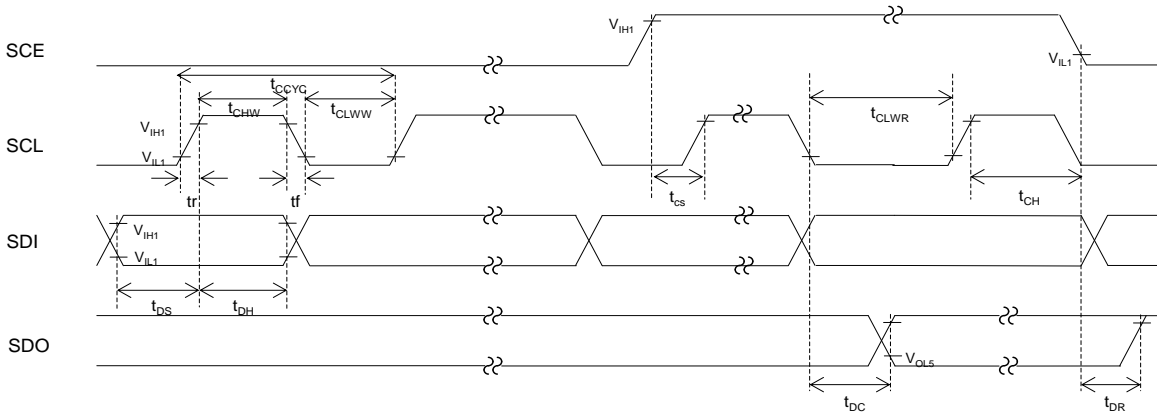 SCE
V_IH1
V_IL1
t_CCYC
t_CHW
t_CLWW
t_CLWR
SCL
V_IH1
V_IL1
tr
tf
t_cs
t_CH
SDI
V_IH1
V_IL1
t_DS
t_DH
SDO
V_OL5
t_DC
t_DR